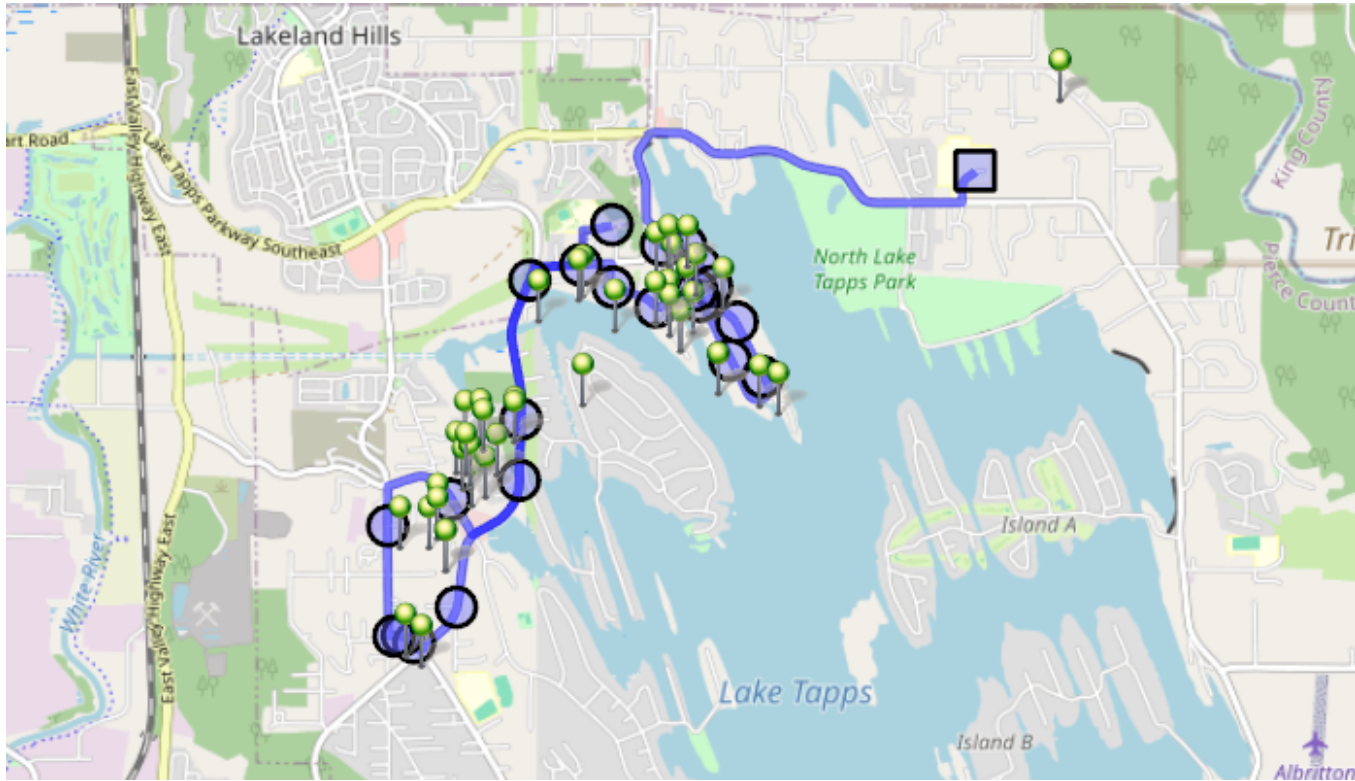 Lakeland Hills
art Road
East Valley Highway East
Lake Tapps Parkway Southeast
East Valley Highway East
White River
North Lake
Tapps Park
King County
Pierce Count
Tri
Island A
Lake Tapps
Island B
Albritton